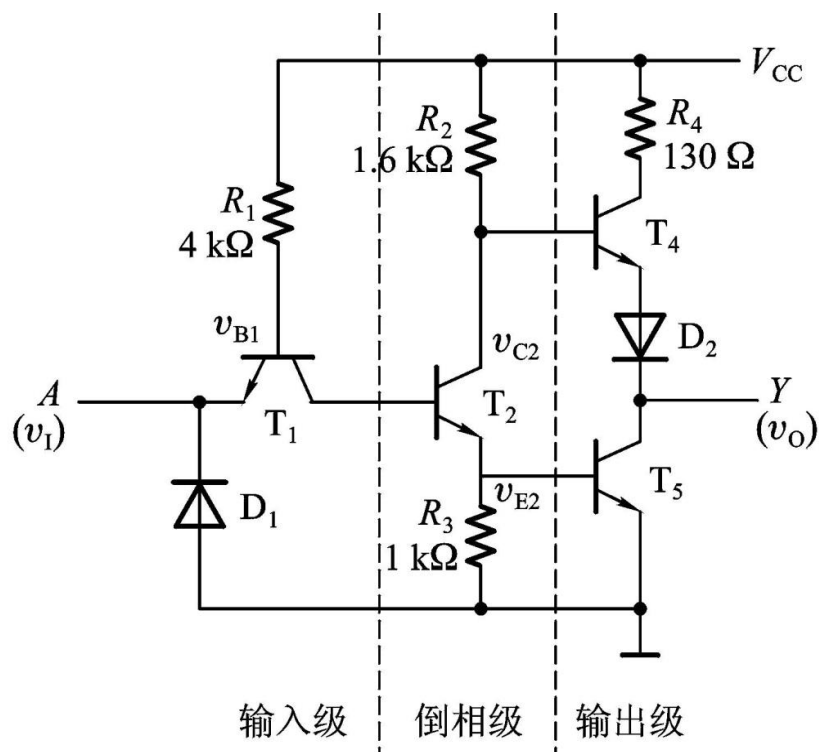 V_CC
R_2
1.6 kΩ
R_4
130 Ω
R_1
4 kΩ
T_4
v_B1
v_C2
D_2
A
(v_I)
T_1
T_2
Y
(v_O)
D_1
v_E2
T_5
R_3
1 kΩ
输入级
倒相级
输出级